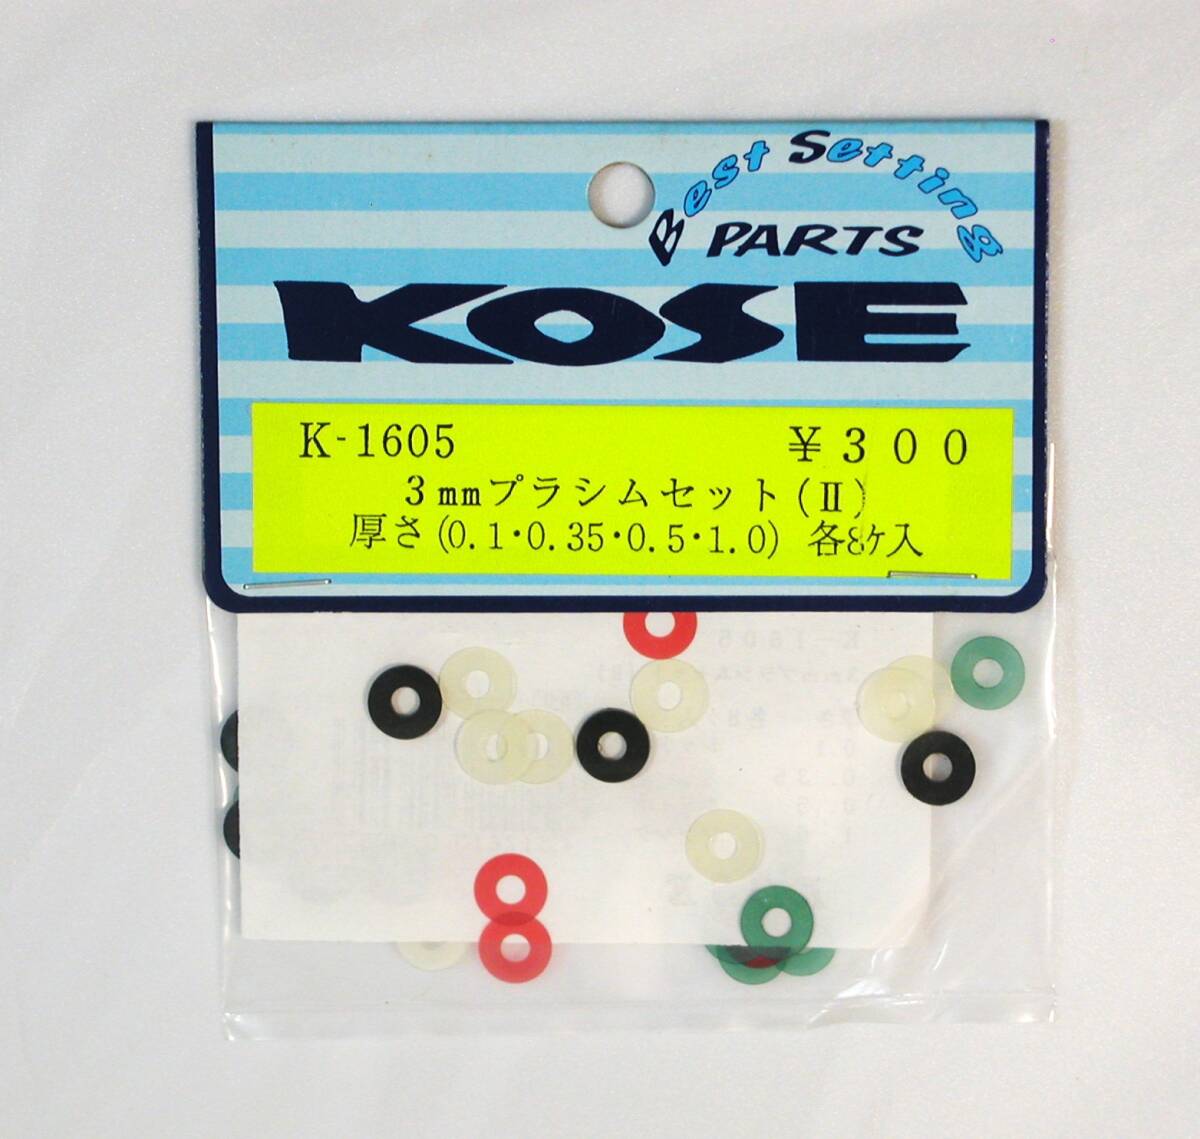 Best Setting
PARTS
KOSE
K-1605 ¥300
3mmプラシムセット(Ⅱ)
厚さ(0.1・0.35・0.5・1.0) 各8ケ入